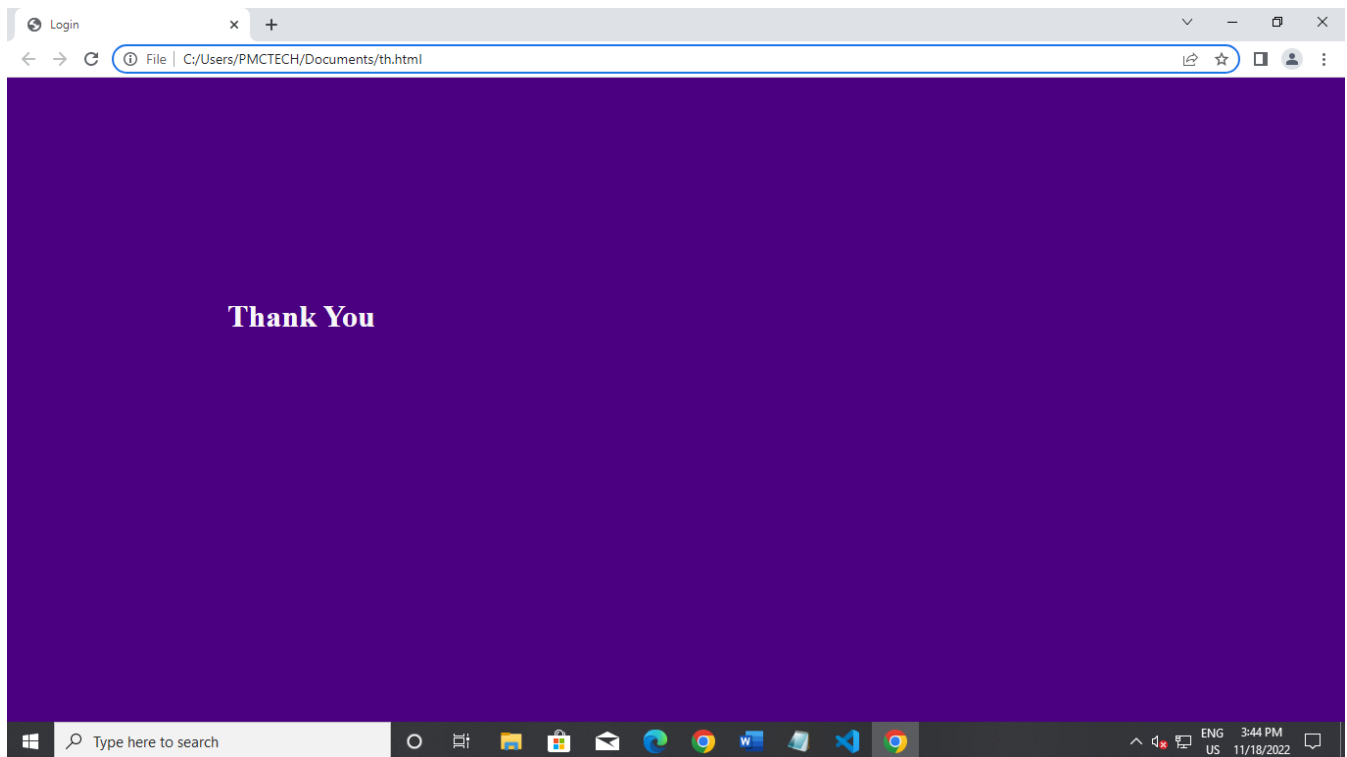 Login
File C:/Users/PMCTECH/Documents/th.html
Thank You
Type here to search
ENG 3:44 PM
US 11/18/2022